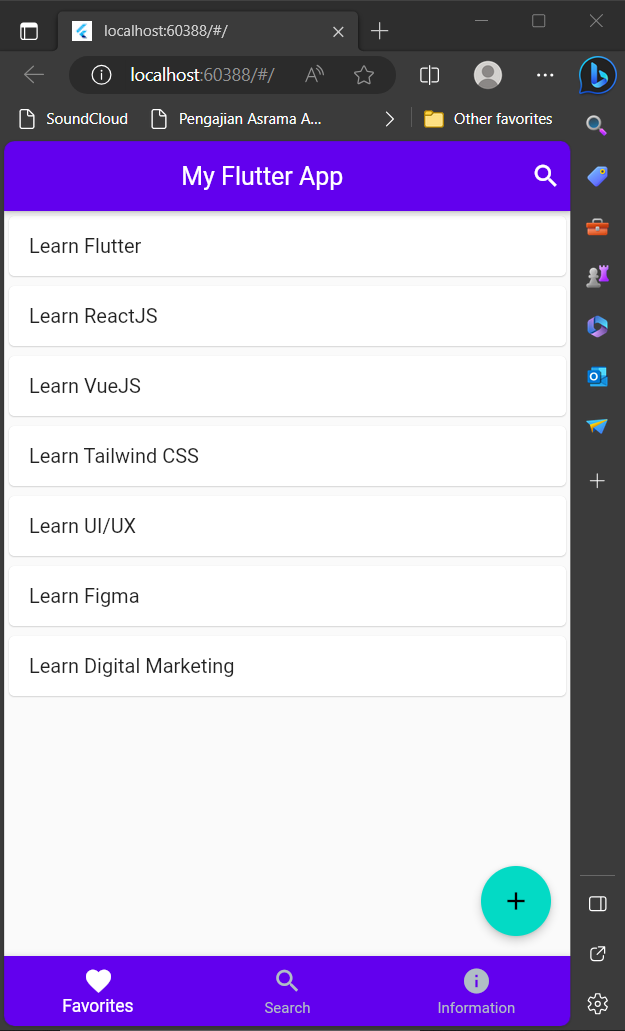 localhost:60388/#/
localhost:60388/#/
SoundCloud
Pengajian Asrama A...
Other favorites
My Flutter App
Learn Flutter
Learn ReactJS
Learn VueJS
Learn Tailwind CSS
Learn UI/UX
Learn Figma
Learn Digital Marketing
Favorites
Search
Information